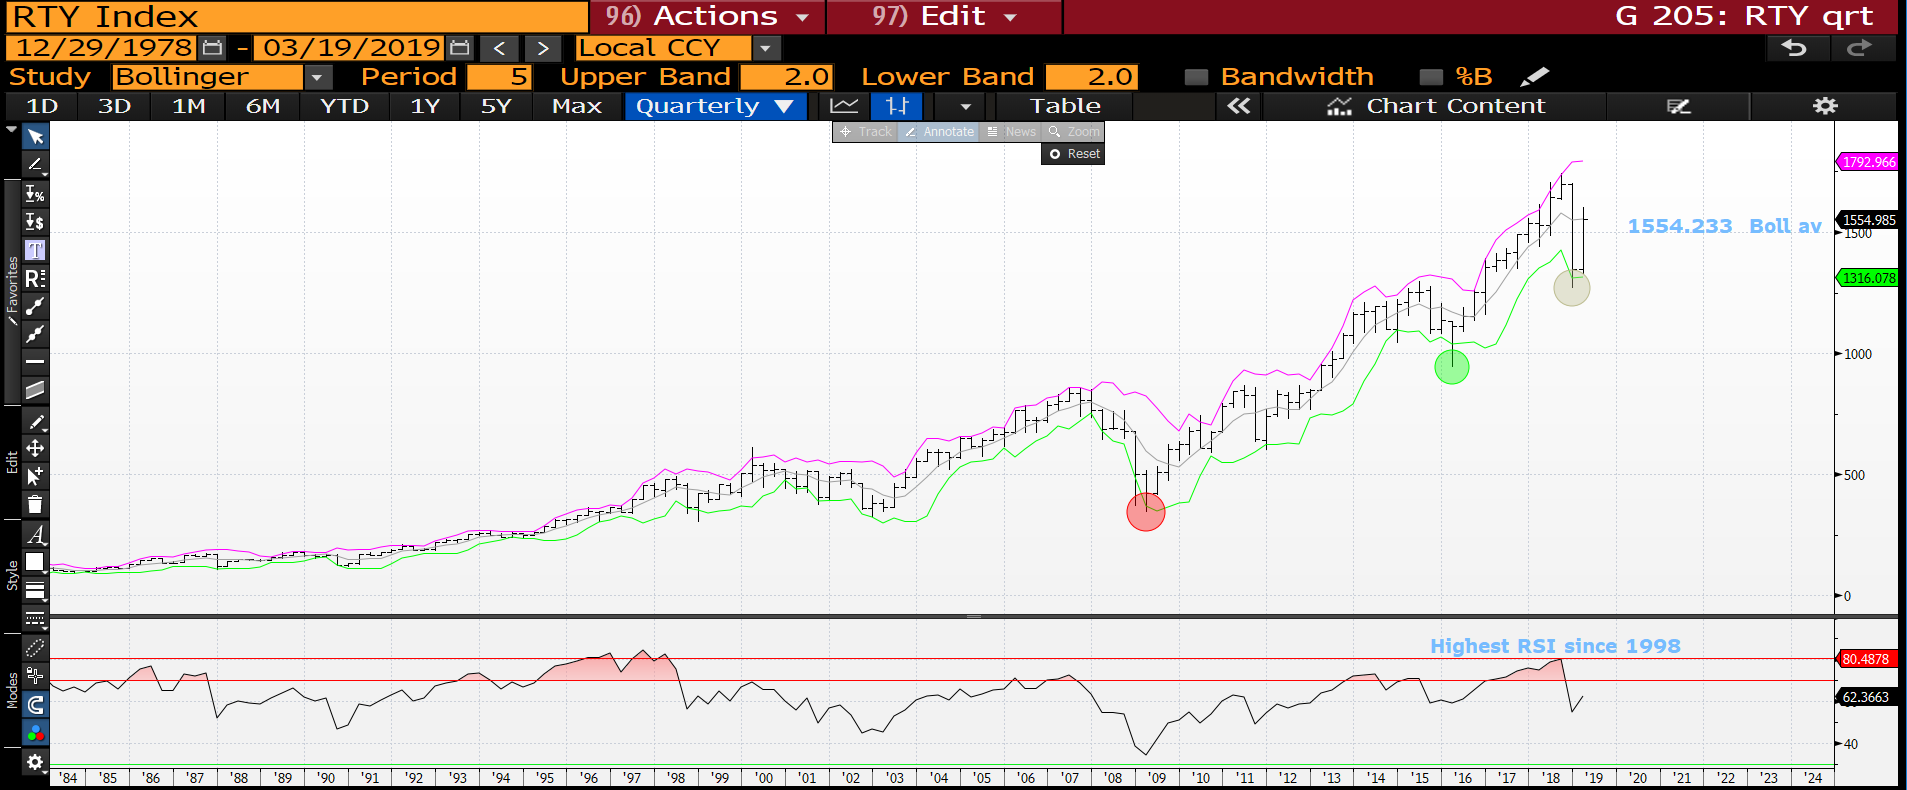 RTY Index 96) Actions 97) Edit G 205: RTY qrt
12/29/1978 - 03/19/2019 < > Local CCY
Study Bollinger Period 5 Upper Band 2.0 Lower Band 2.0 Bandwidth %B
1D 3D 1M 6M YTD 1Y 5Y Max Quarterly ▼ Table « Chart Content
Track Annotate News Zoom
Reset
1792.966
1554.233 Boll av
1554.985
1500
1316.078
1000
500
0
Highest RSI since 1998
80.4878
62.3663
40
'84 '85 '86 '87 '88 '89 '90 '91 '92 '93 '94 '95 '96 '97 '98 '99 '00 '01 '02 '03 '04 '05 '06 '07 '08 '09 '10 '11 '12 '13 '14 '15 '16 '17 '18 '19 '20 '21 '22 '23 '24
%
$
T
R
A
Favorites
Edit
Style
Modes